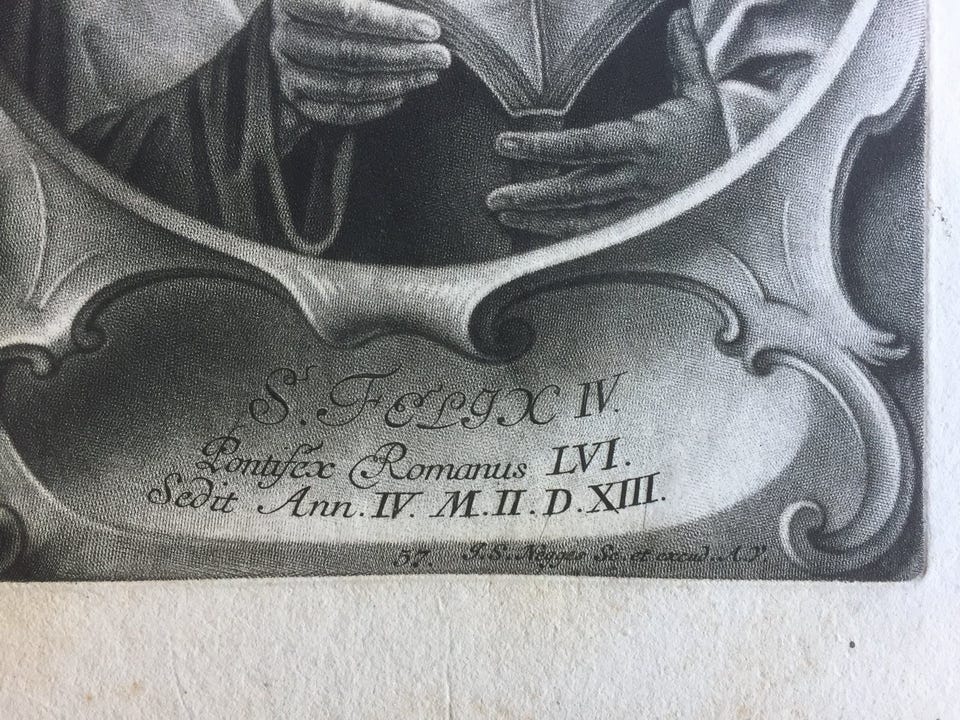 S. FELIX IV.
Pontifex Romanus LVI.
Sedit Ann. IV. M. II. D. XIII.
57. J. S. Negges Sc. et excud. A.V.